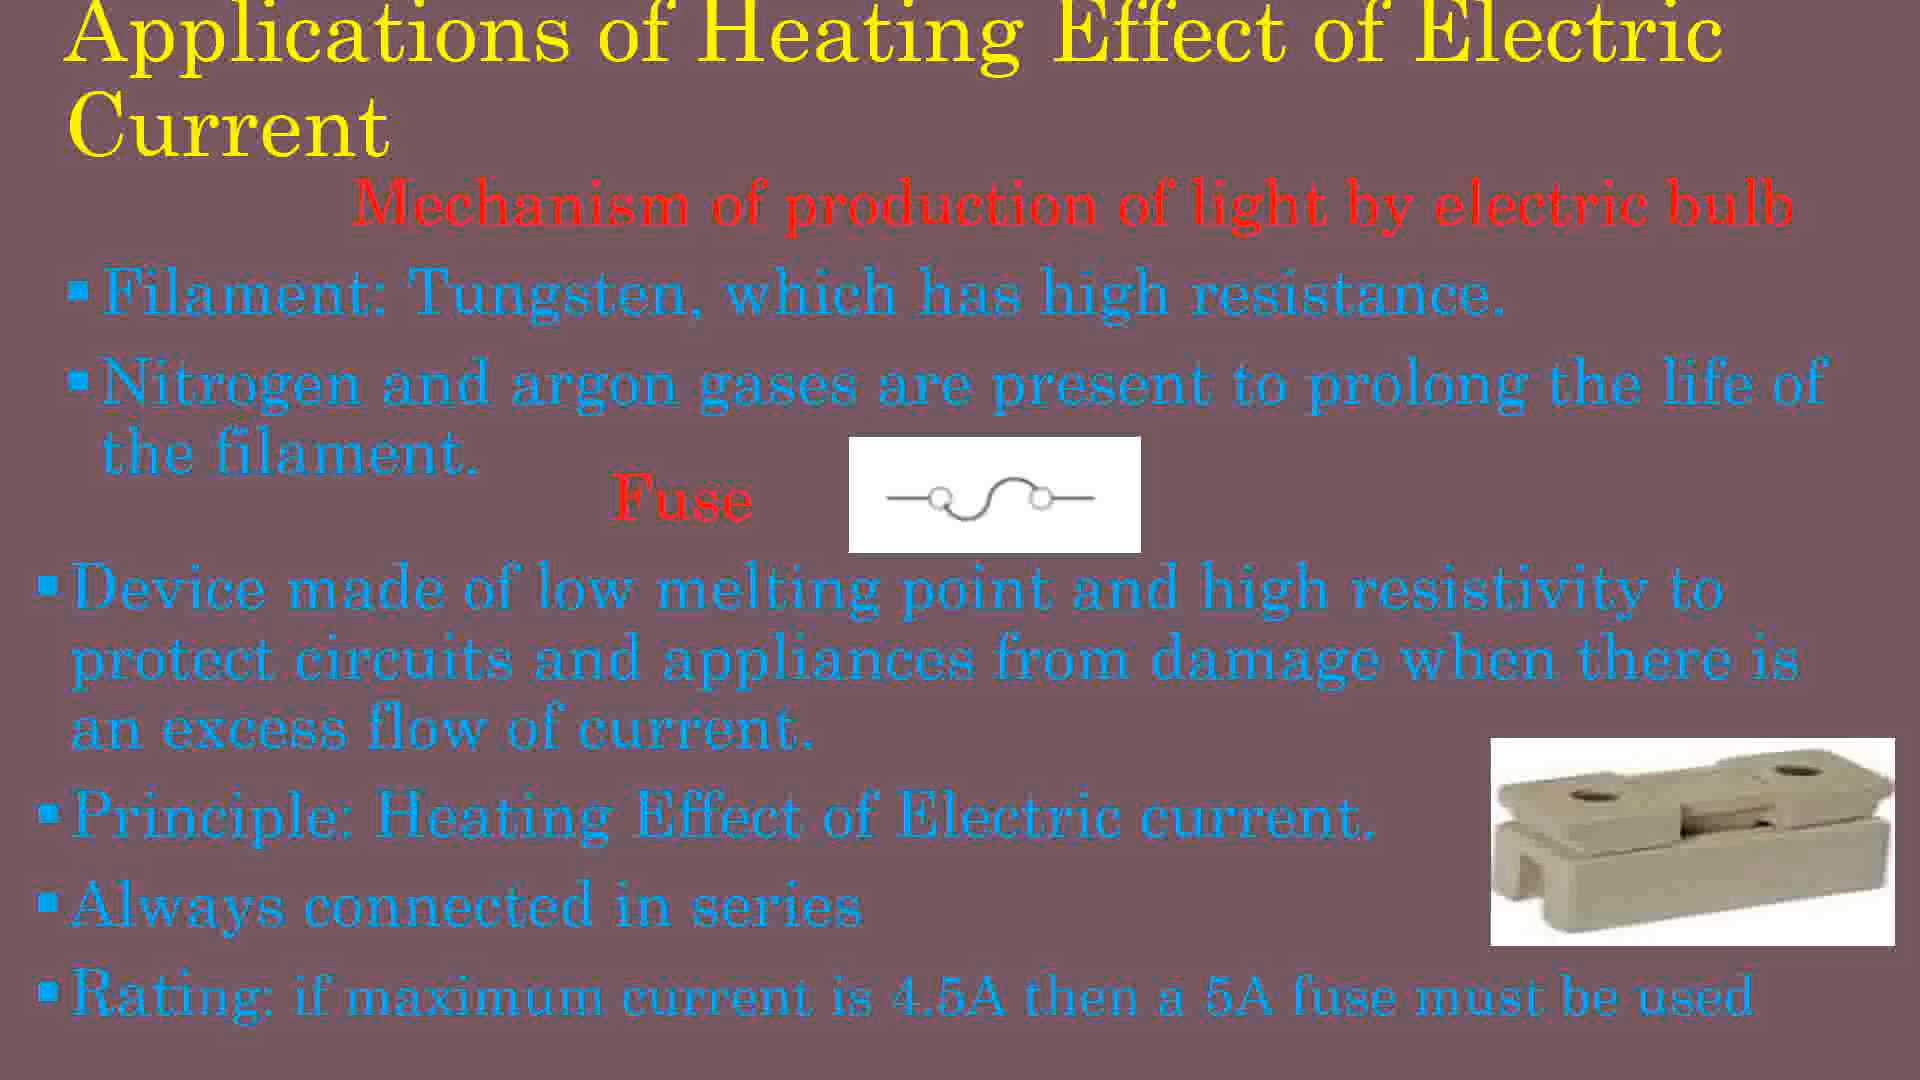 Applications of Heating Effect of Electric
Current
Mechanism of production of light by electric bulb
▪ Filament: Tungsten, which has high resistance.
▪ Nitrogen and argon gases are present to prolong the life of
the filament.
Fuse
▪ Device made of low melting point and high resistivity to
protect circuits and appliances from damage when there is
an excess flow of current.
▪ Principle: Heating Effect of Electric current.
▪ Always connected in series
▪ Rating: if maximum current is 4.5A then a 5A fuse must be used